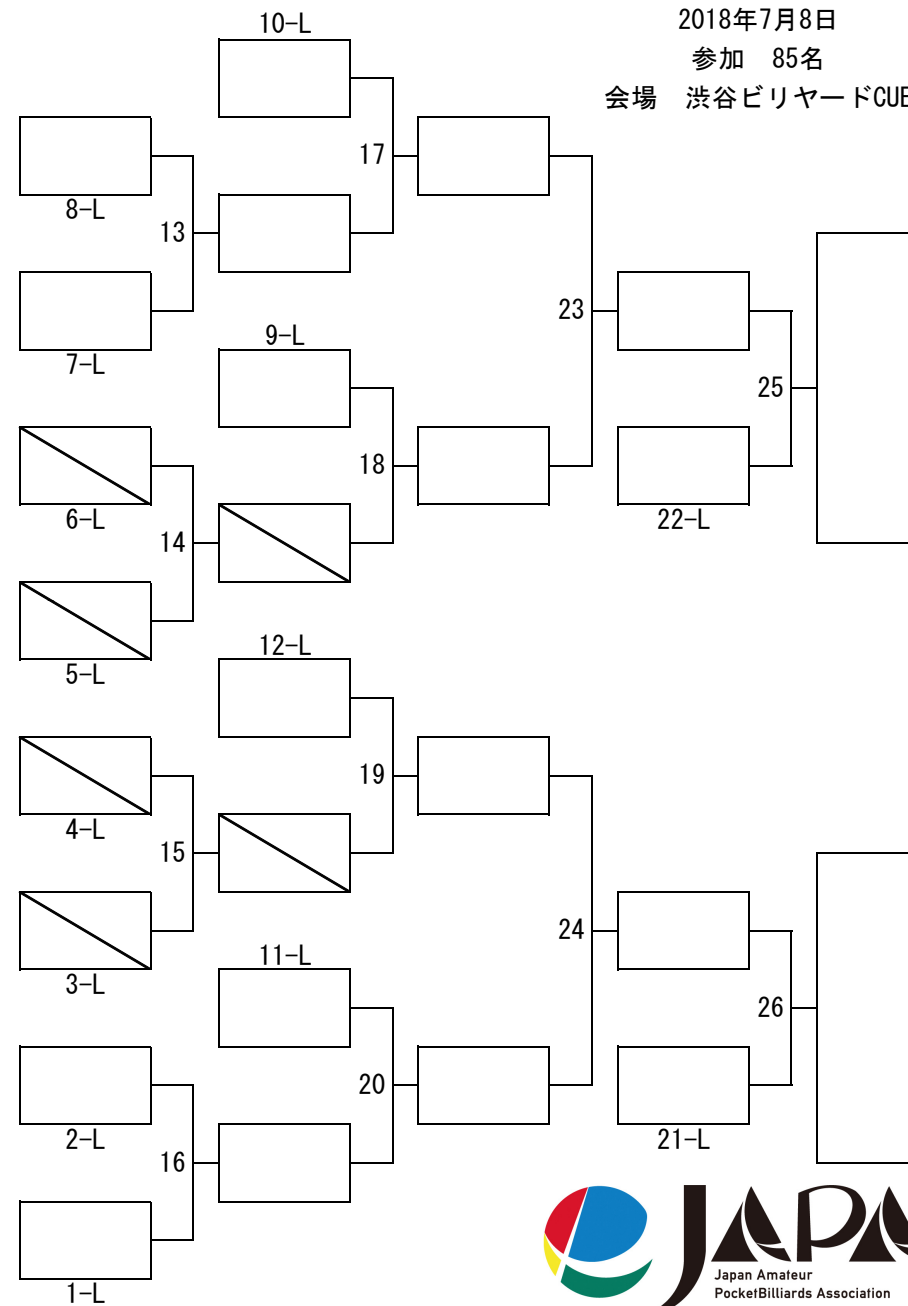 10-L
2018年7月8日
参加　85名
会場　渋谷ビリヤードCUE
17
8-L
13
7-L
23
9-L
25
18
6-L
22-L
14
5-L
12-L
19
4-L
15
24
3-L
11-L
26
20
2-L
21-L
16
1-L
JAPA
Japan Amateur
PocketBilliards Association